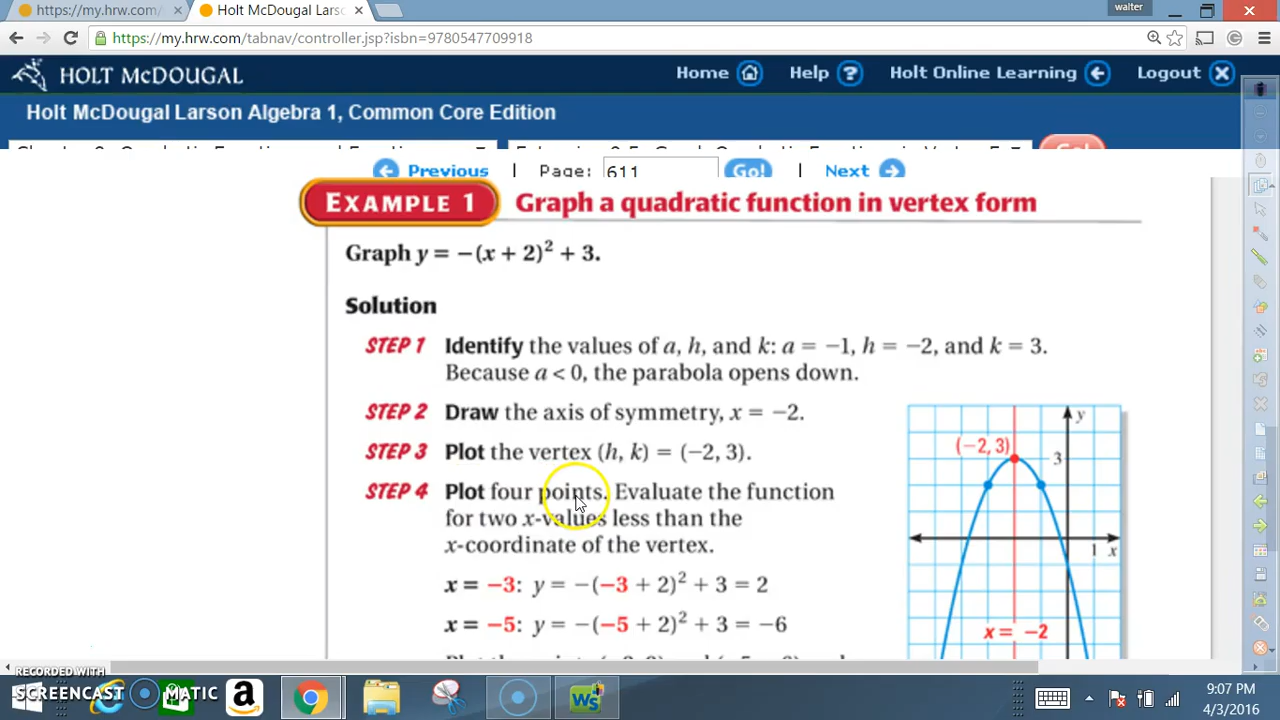 https://my.hrw.com/
Holt McDougal Lars
walter
https://my.hrw.com/tabnav/controller.jsp?isbn=9780547709918
HOLT McDOUGAL
Home
Help
Holt Online Learning
Logout
Holt McDougal Larson Algebra 1, Common Core Edition
Previous | Page: 611 Go! | Next
EXAMPLE 1 Graph a quadratic function in vertex form
Graph y = −(x + 2)² + 3.
Solution
STEP 1 Identify the values of a, h, and k: a = −1, h = −2, and k = 3.
Because a < 0, the parabola opens down.
STEP 2 Draw the axis of symmetry, x = −2.
STEP 3 Plot the vertex (h, k) = (−2, 3).
STEP 4 Plot four points. Evaluate the function
for two x-values less than the
x-coordinate of the vertex.
x = −3: y = −(−3 + 2)² + 3 = 2
x = −5: y = −(−5 + 2)² + 3 = −6
y
(−2, 3)
3
1 x
x = −2
RECORDED WITH
SCREENCAST MATIC
9:07 PM
4/3/2016